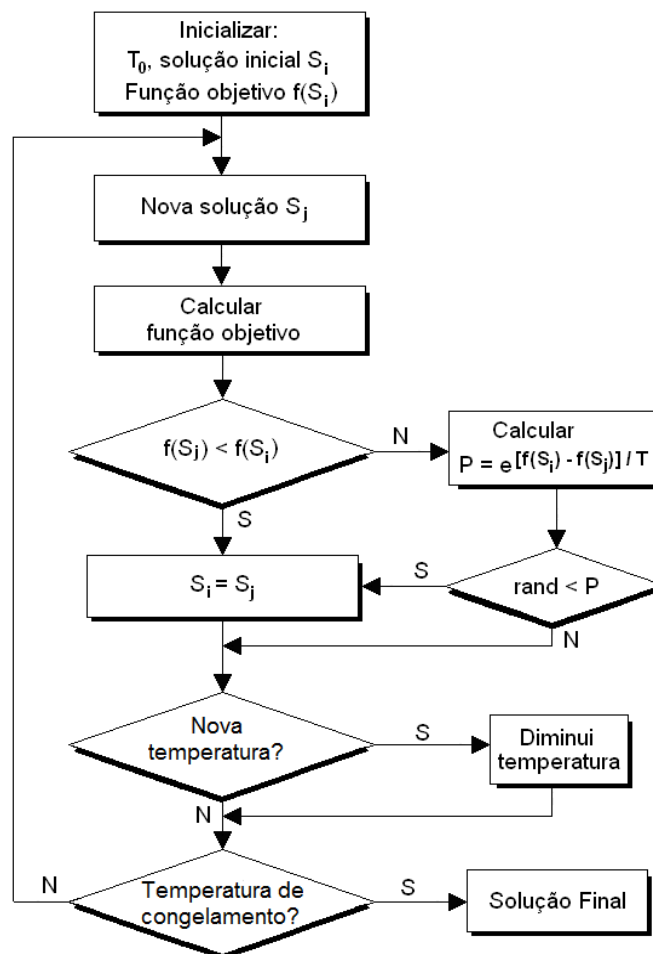 Inicializar:
T0, solução inicial Si
Função objetivo f(Si)
Nova solução Sj
Calcular
função objetivo
f(Sj) < f(Si)
N
Calcular
P = e[f(Si) - f(Sj)] / T
S
Si = Sj
S
rand < P
N
Nova
temperatura?
S
Diminui
temperatura
N
N
Temperatura de
congelamento?
S
Solução Final